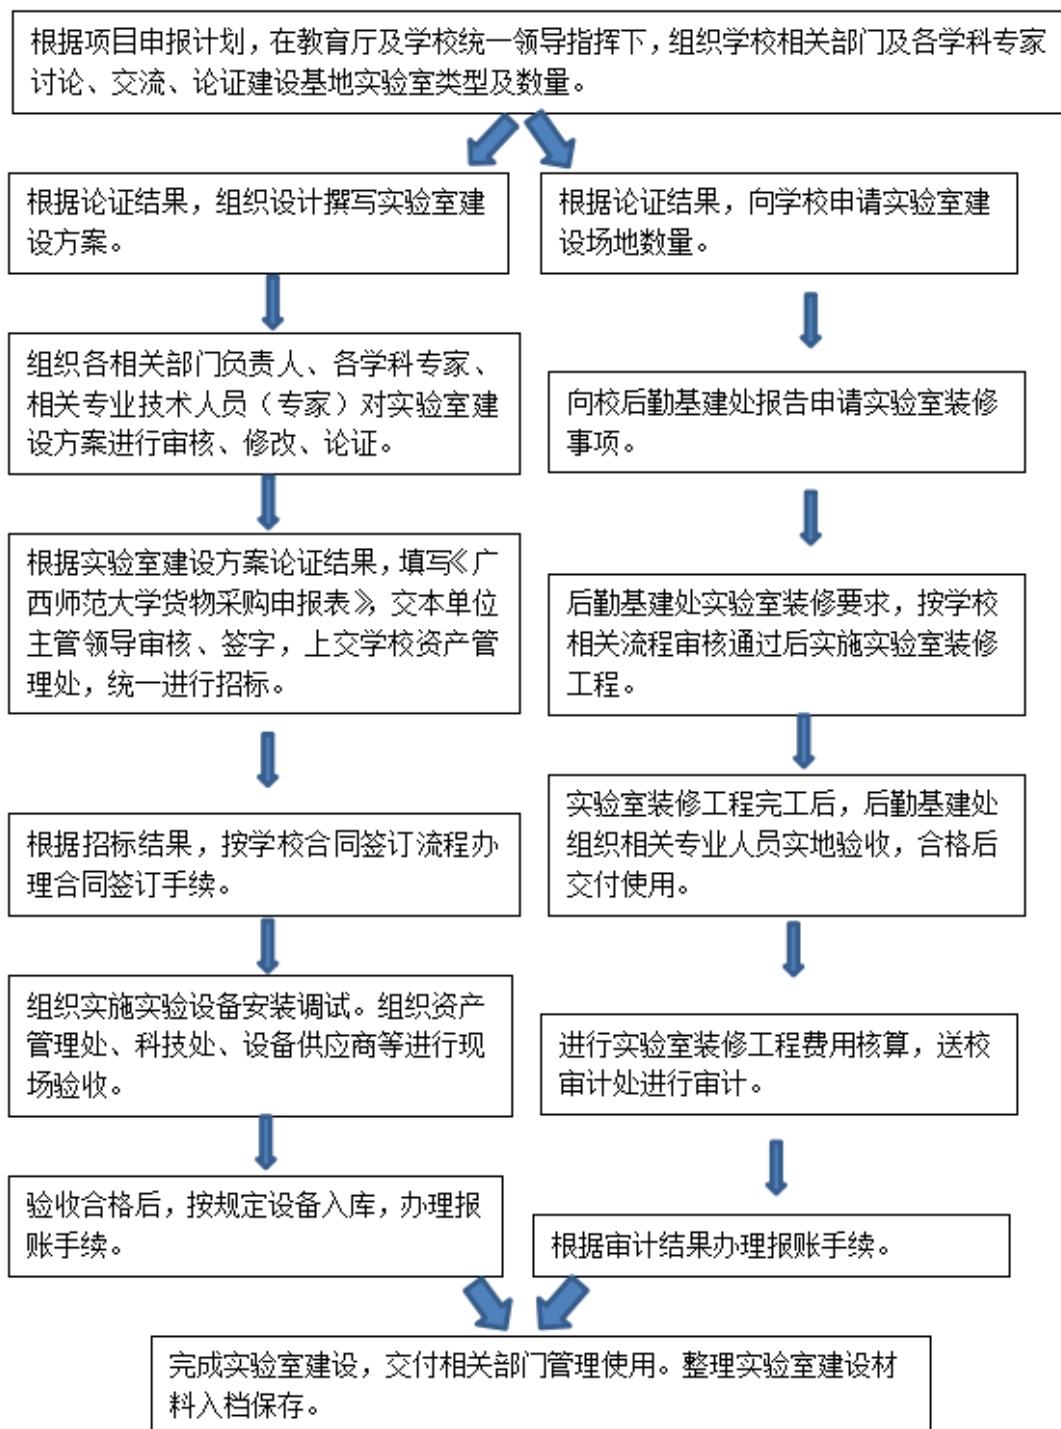 根据项目申报计划，在教育厅及学校统一领导指挥下，组织学校相关部门及各学科专家
讨论、交流、论证建设基地实验室类型及数量。
根据论证结果，组织设计撰写实验室建
设方案。
组织各相关部门负责人、各学科专家、
相关专业技术人员（专家）对实验室建
设方案进行审核、修改、论证。
根据实验室建设方案论证结果，填写《广
西师范大学货物采购申报表》，交本单位
主管领导审核、签字，上交学校资产管
理处，统一进行招标。
根据招标结果，按学校合同签订流程办
理合同签订手续。
组织实施实验设备安装调试。组织资产
管理处、科技处、设备供应商等进行现
场验收。
验收合格后，按规定设备入库，办理报
账手续。
根据论证结果，向学校申请实验室建
设场地数量。
向校后勤基建处报告申请实验室装修
事项。
后勤基建处实验室装修要求，按学校
相关流程审核通过后实施实验室装修
工程。
实验室装修工程完工后，后勤基建处
组织相关专业人员实地验收，合格后
交付使用。
进行实验室装修工程费用核算，送校
审计处进行审计。
根据审计结果办理报账手续。
完成实验室建设，交付相关部门管理使用。整理实验室建设材
料入档保存。